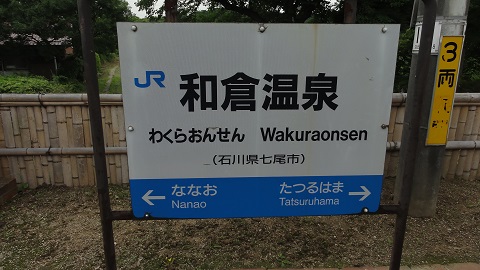 JR
和倉温泉
わくらおんせん Wakuraonsen
（石川県七尾市）
← ななお たつるはま →
Nanao Tatsuruhama
3両